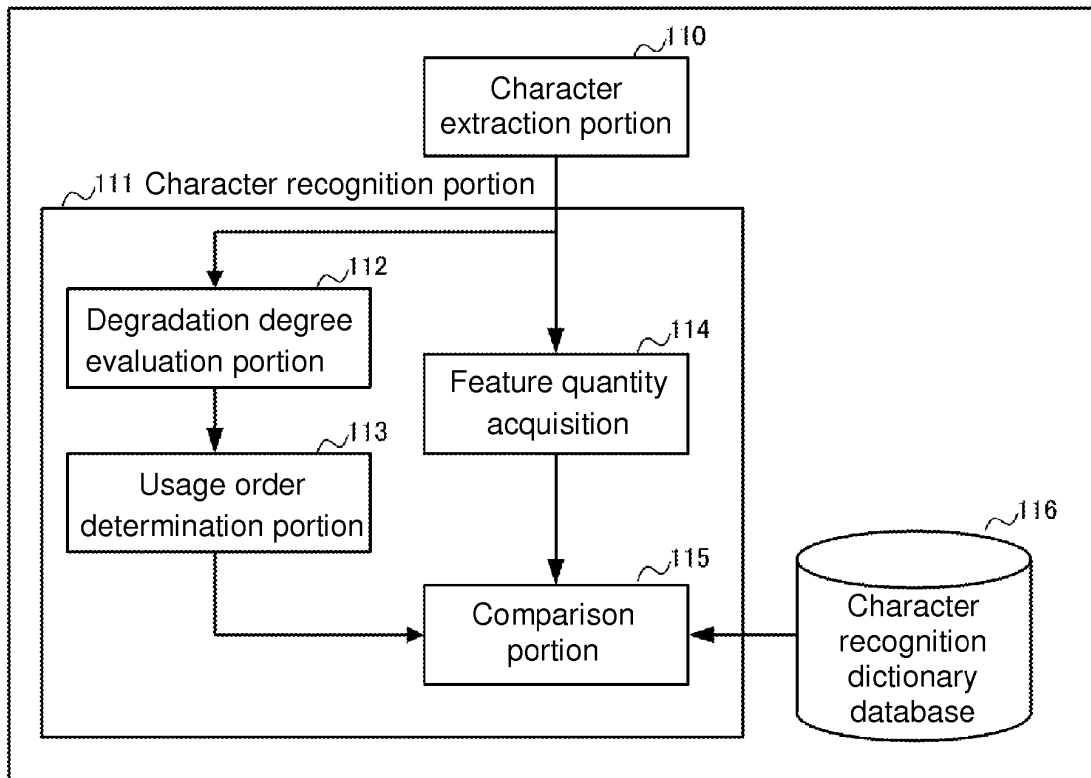 110
Character
extraction portion
111 Character recognition portion
112
Degradation degree
evaluation portion
114
Feature quantity
acquisition
113
Usage order
determination portion
115
Comparison
portion
116
Character
recognition
dictionary
database